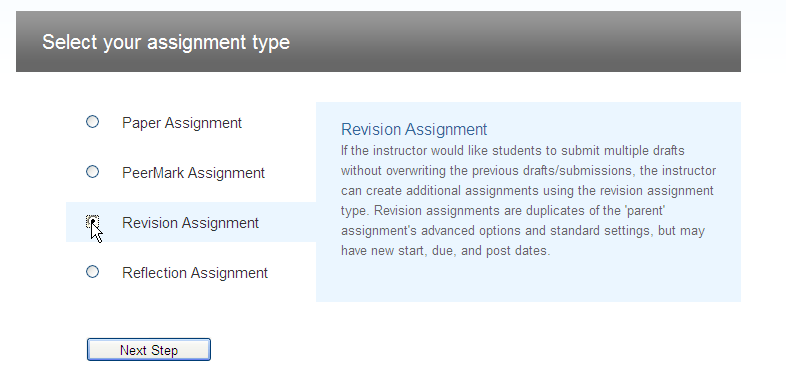 Select your assignment type
Paper Assignment
PeerMark Assignment
Revision Assignment
Reflection Assignment
Revision Assignment
If the instructor would like students to submit multiple drafts
without overwriting the previous drafts/submissions, the instructor
can create additional assignments using the revision assignment
type. Revision assignments are duplicates of the 'parent'
assignment's advanced options and standard settings, but may
have new start, due, and post dates.
Next Step